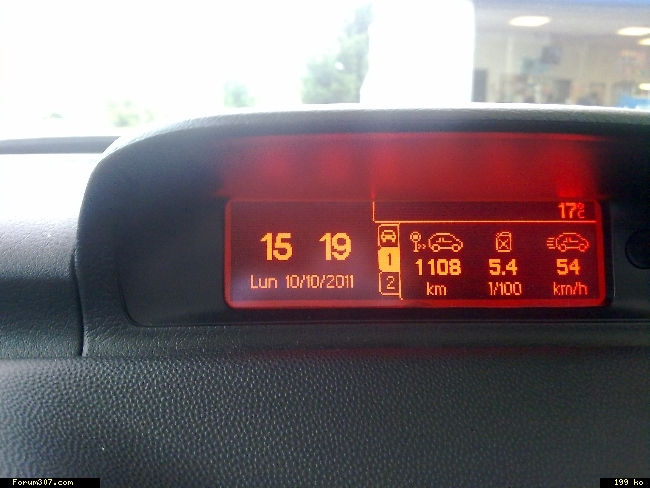 17°C
15 19
Lun 10/10/2011
1
2
1108 5.4 54
km 1/100 km/h
Forum307.com
199 ko